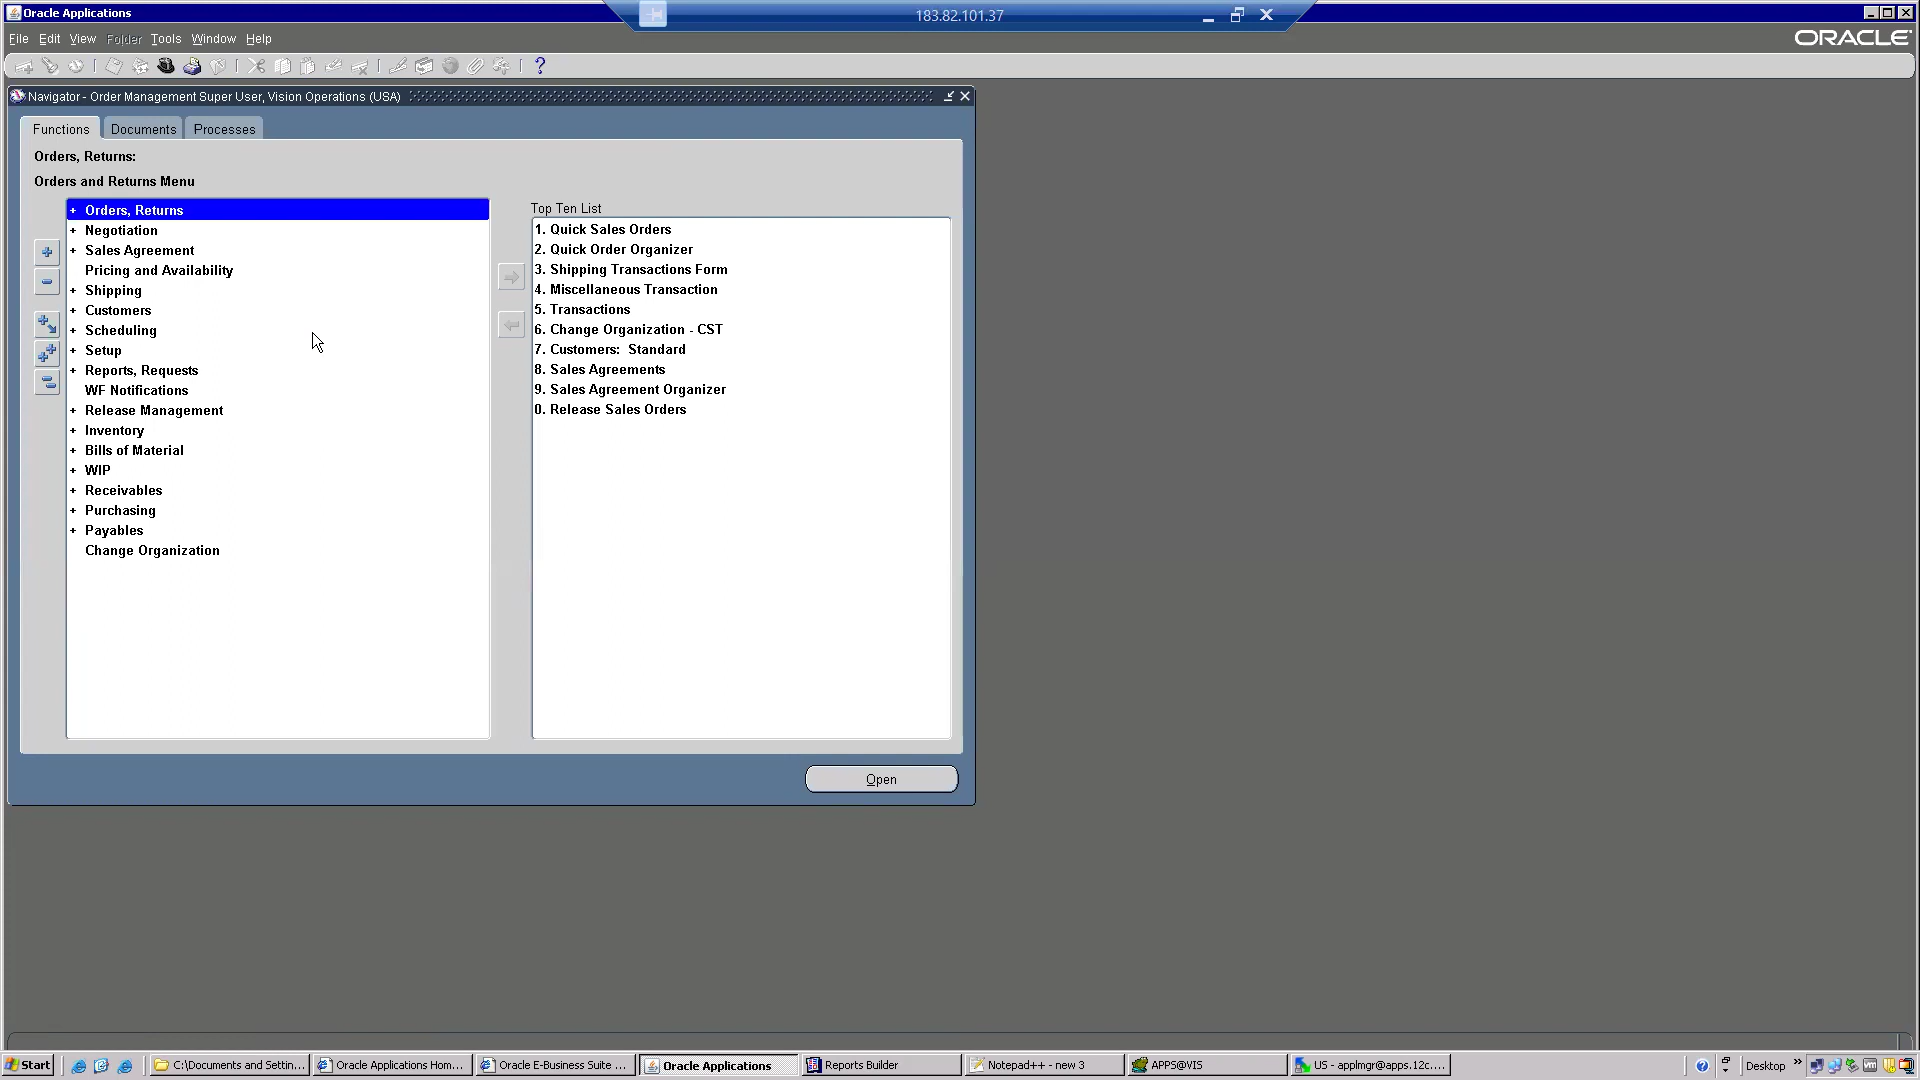 Oracle Applications
183.82.101.37
File Edit View Folder Tools Window Help
ORACLE
Navigator - Order Management Super User, Vision Operations (USA)
Functions Documents Processes
Orders, Returns:
Orders and Returns Menu
Top Ten List
+ Orders, Returns
+ Negotiation
+ Sales Agreement
Pricing and Availability
+ Shipping
+ Customers
+ Scheduling
+ Setup
+ Reports, Requests
WF Notifications
+ Release Management
+ Inventory
+ Bills of Material
+ WIP
+ Receivables
+ Purchasing
+ Payables
Change Organization
1. Quick Sales Orders
2. Quick Order Organizer
3. Shipping Transactions Form
4. Miscellaneous Transaction
5. Transactions
6. Change Organization - CST
7. Customers: Standard
8. Sales Agreements
9. Sales Agreement Organizer
0. Release Sales Orders
Open
Start C:\Documents and Settin... Oracle Applications Hom... Oracle E-Business Suite ... Oracle Applications Reports Builder Notepad++ - new 3 APPS@VIS US - applmgr@apps.12c.... Desktop »